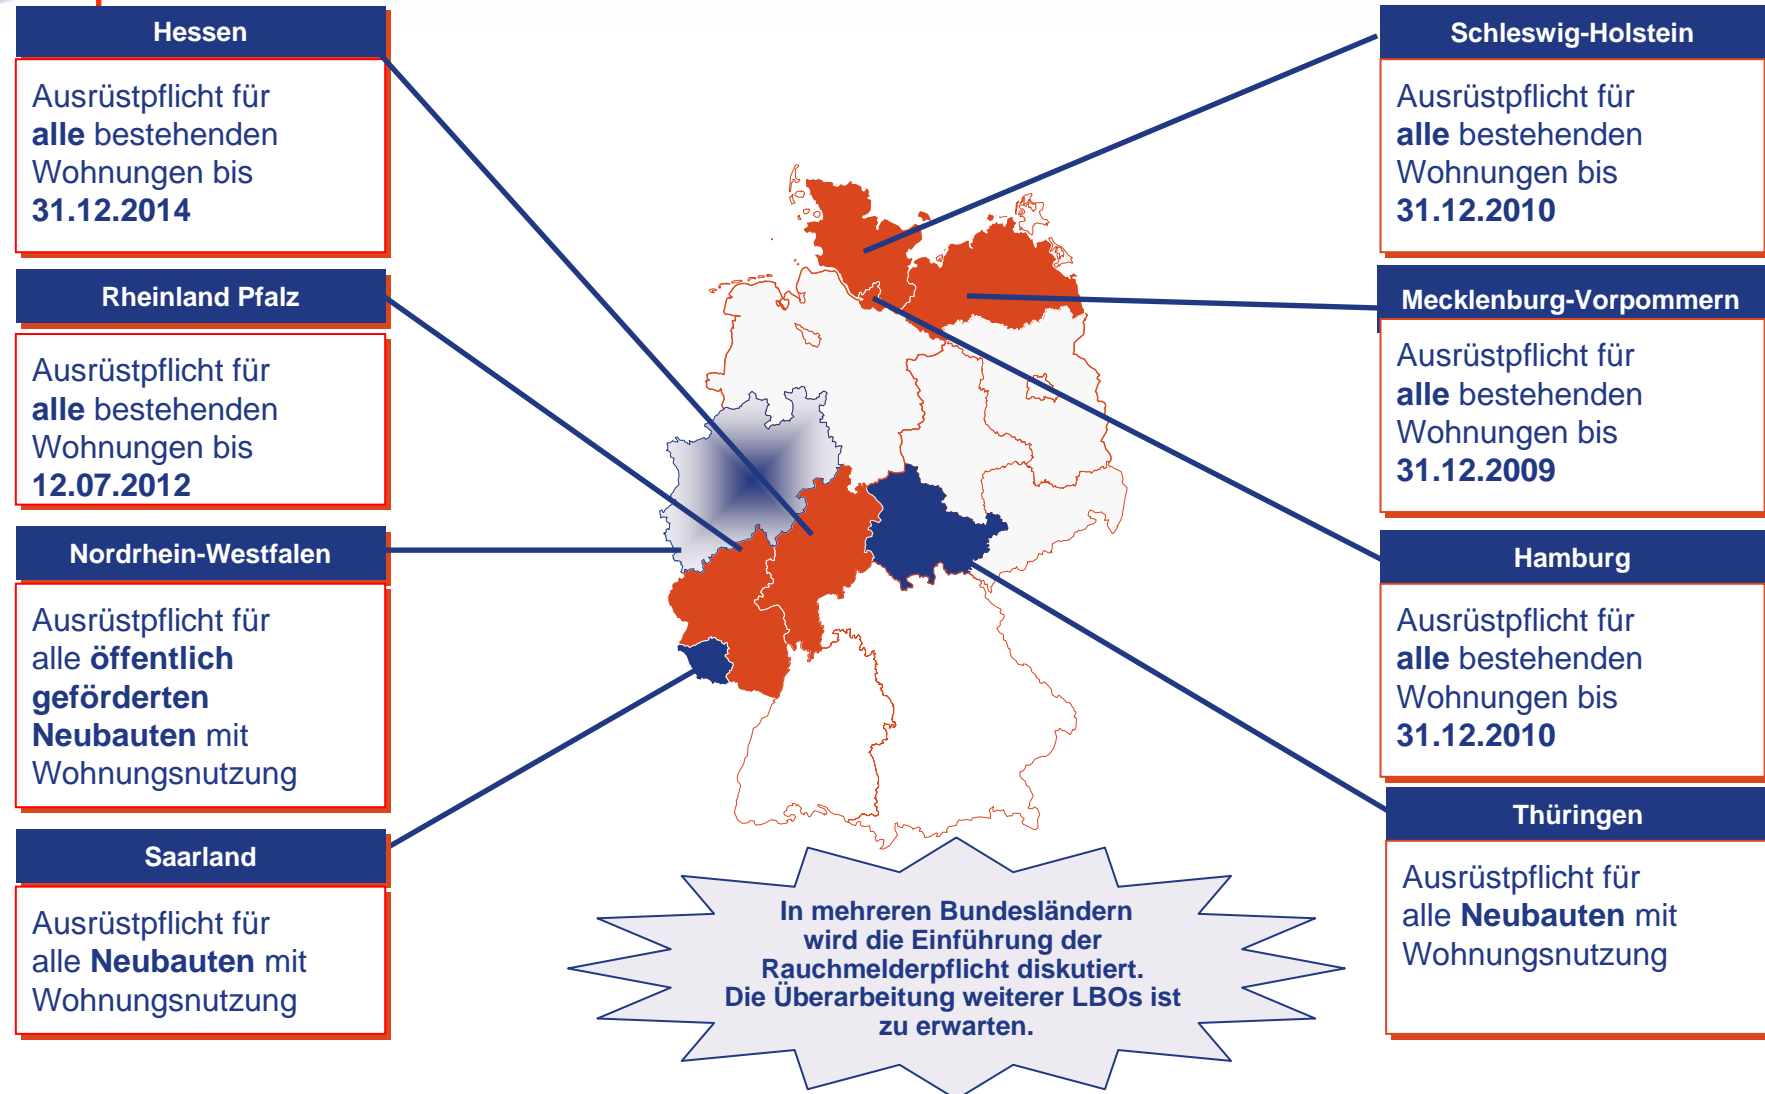 Hessen
Ausrüstpflicht für
alle bestehenden
Wohnungen bis
31.12.2014
Rheinland Pfalz
Ausrüstpflicht für
alle bestehenden
Wohnungen bis
12.07.2012
Nordrhein-Westfalen
Ausrüstpflicht für
alle öffentlich
geförderten
Neubauten mit
Wohnungsnutzung
Saarland
Ausrüstpflicht für
alle Neubauten mit
Wohnungsnutzung
Schleswig-Holstein
Ausrüstpflicht für
alle bestehenden
Wohnungen bis
31.12.2010
Mecklenburg-Vorpommern
Ausrüstpflicht für
alle bestehenden
Wohnungen bis
31.12.2009
Hamburg
Ausrüstpflicht für
alle bestehenden
Wohnungen bis
31.12.2010
Thüringen
Ausrüstpflicht für
alle Neubauten mit
Wohnungsnutzung
In mehreren Bundesländern
wird die Einführung der
Rauchmelderpflicht diskutiert.
Die Überarbeitung weiterer LBOs ist
zu erwarten.